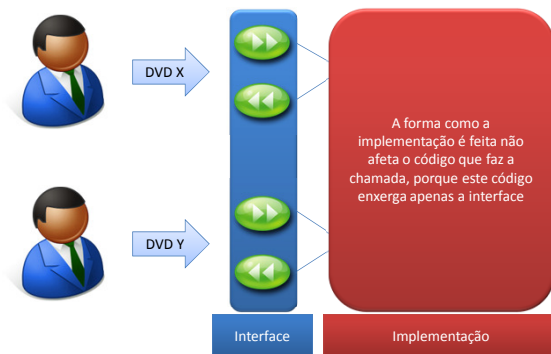 DVD X
DVD Y
A forma como a
implementação é feita não
afeta o código que faz a
chamada, porque este código
enxerga apenas a interface
Interface
Implementação